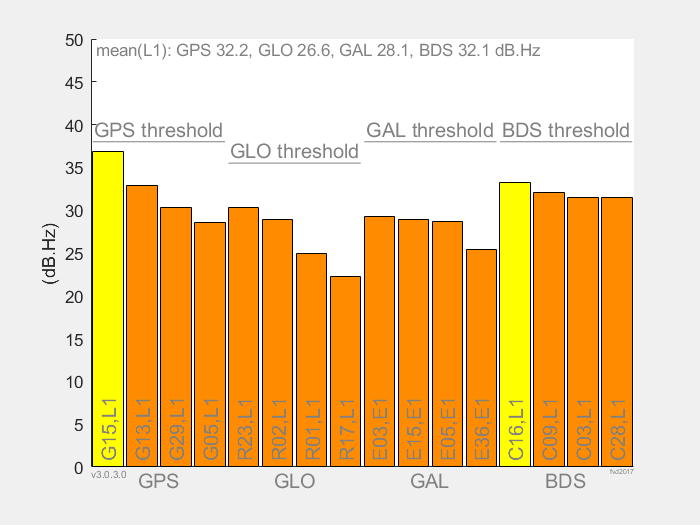 50
mean(L1): GPS 32.2, GLO 26.6, GAL 28.1, BDS 32.1 dB.Hz
45
40
GPS threshold
GLO threshold
GAL threshold
BDS threshold
35
30
25
20
15
10
5
0
(dB.Hz)
G15,L1
G13,L1
G29,L1
G05,L1
R23,L1
R02,L1
R01,L1
R17,L1
E03,E1
E15,E1
E05,E1
E36,E1
C16,L1
C09,L1
C03,L1
C28,L1
v3.0.3.0
fwd2017
GPS
GLO
GAL
BDS